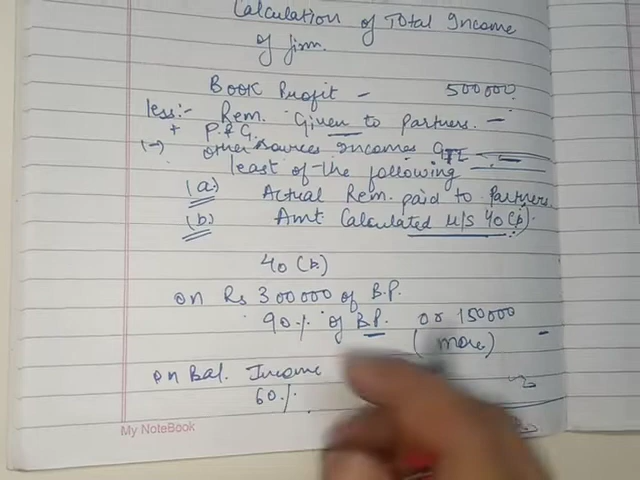 Calculation of Total Income
of firm.
Book Profit - 500000
less:- Rem. Given to partners. -
+ P.F.G.
(-) other sources Incomes GTI
least of the following
(a) Actual Rem. paid to Partners
(b) Amt Calculated u/s 40(b).
40(b)
on Rs 300000 of B.P.
90% of B.P. or 150000
(more)
on Bal. Income
60%
My NoteBook